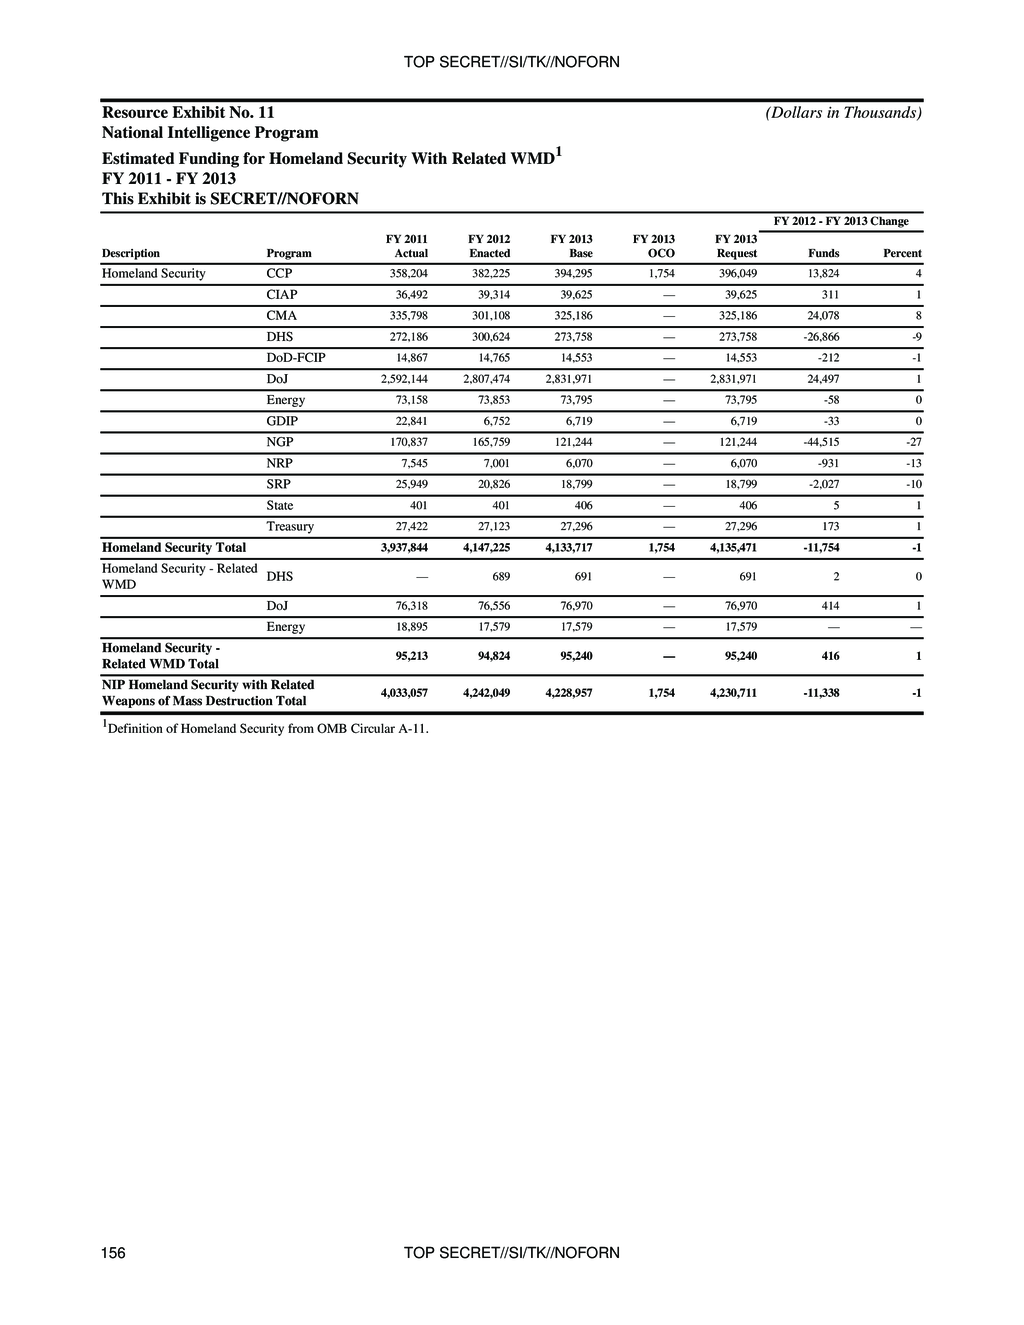 TOP SECRET//SI/TK//NOFORN
Resource Exhibit No. 11 (Dollars in Thousands)
National Intelligence Program
Estimated Funding for Homeland Security With Related WMD1
FY 2011 - FY 2013
This Exhibit is SECRET//NOFORN
FY 2012 - FY 2013 Change
FY 2011 FY 2012 FY 2013 FY 2013 FY 2013
Description Program Actual Enacted Base OCO Request Funds Percent
Homeland Security CCP 358,204 382,225 394,295 1,754 396,049 13,824 4
CIAP 36,492 39,314 39,625 — 39,625 311 1
CMA 335,798 301,108 325,186 — 325,186 24,078 8
DHS 272,186 300,624 273,758 — 273,758 -26,866 -9
DoD-FCIP 14,867 14,765 14,553 — 14,553 -212 -1
DoJ 2,592,144 2,807,474 2,831,971 — 2,831,971 24,497 1
Energy 73,158 73,853 73,795 — 73,795 -58 0
GDIP 22,841 6,752 6,719 — 6,719 -33 0
NGP 170,837 165,759 121,244 — 121,244 -44,515 -27
NRP 7,545 7,001 6,070 — 6,070 -931 -13
SRP 25,949 20,826 18,799 — 18,799 -2,027 -10
State 401 401 406 — 406 5 1
Treasury 27,422 27,123 27,296 — 27,296 173 1
Homeland Security Total 3,937,844 4,147,225 4,133,717 1,754 4,135,471 -11,754 -1
Homeland Security - Related
WMD DHS — 689 691 — 691 2 0
DoJ 76,318 76,556 76,970 — 76,970 414 1
Energy 18,895 17,579 17,579 — 17,579 — —
Homeland Security -
Related WMD Total 95,213 94,824 95,240 — 95,240 416 1
NIP Homeland Security with Related
Weapons of Mass Destruction Total 4,033,057 4,242,049 4,228,957 1,754 4,230,711 -11,338 -1
1Definition of Homeland Security from OMB Circular A-11.
156 TOP SECRET//SI/TK//NOFORN